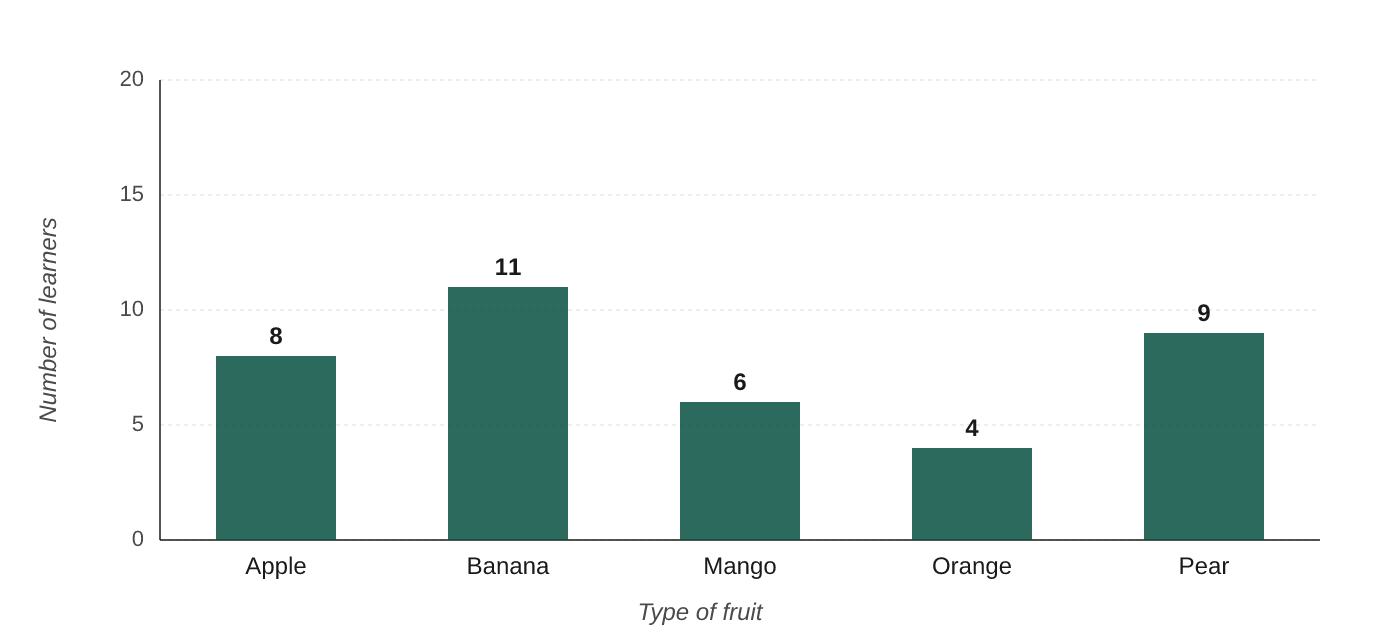 20
15
10
5
0
Number of learners
8
11
6
4
9
Apple
Banana
Mango
Orange
Pear
Type of fruit